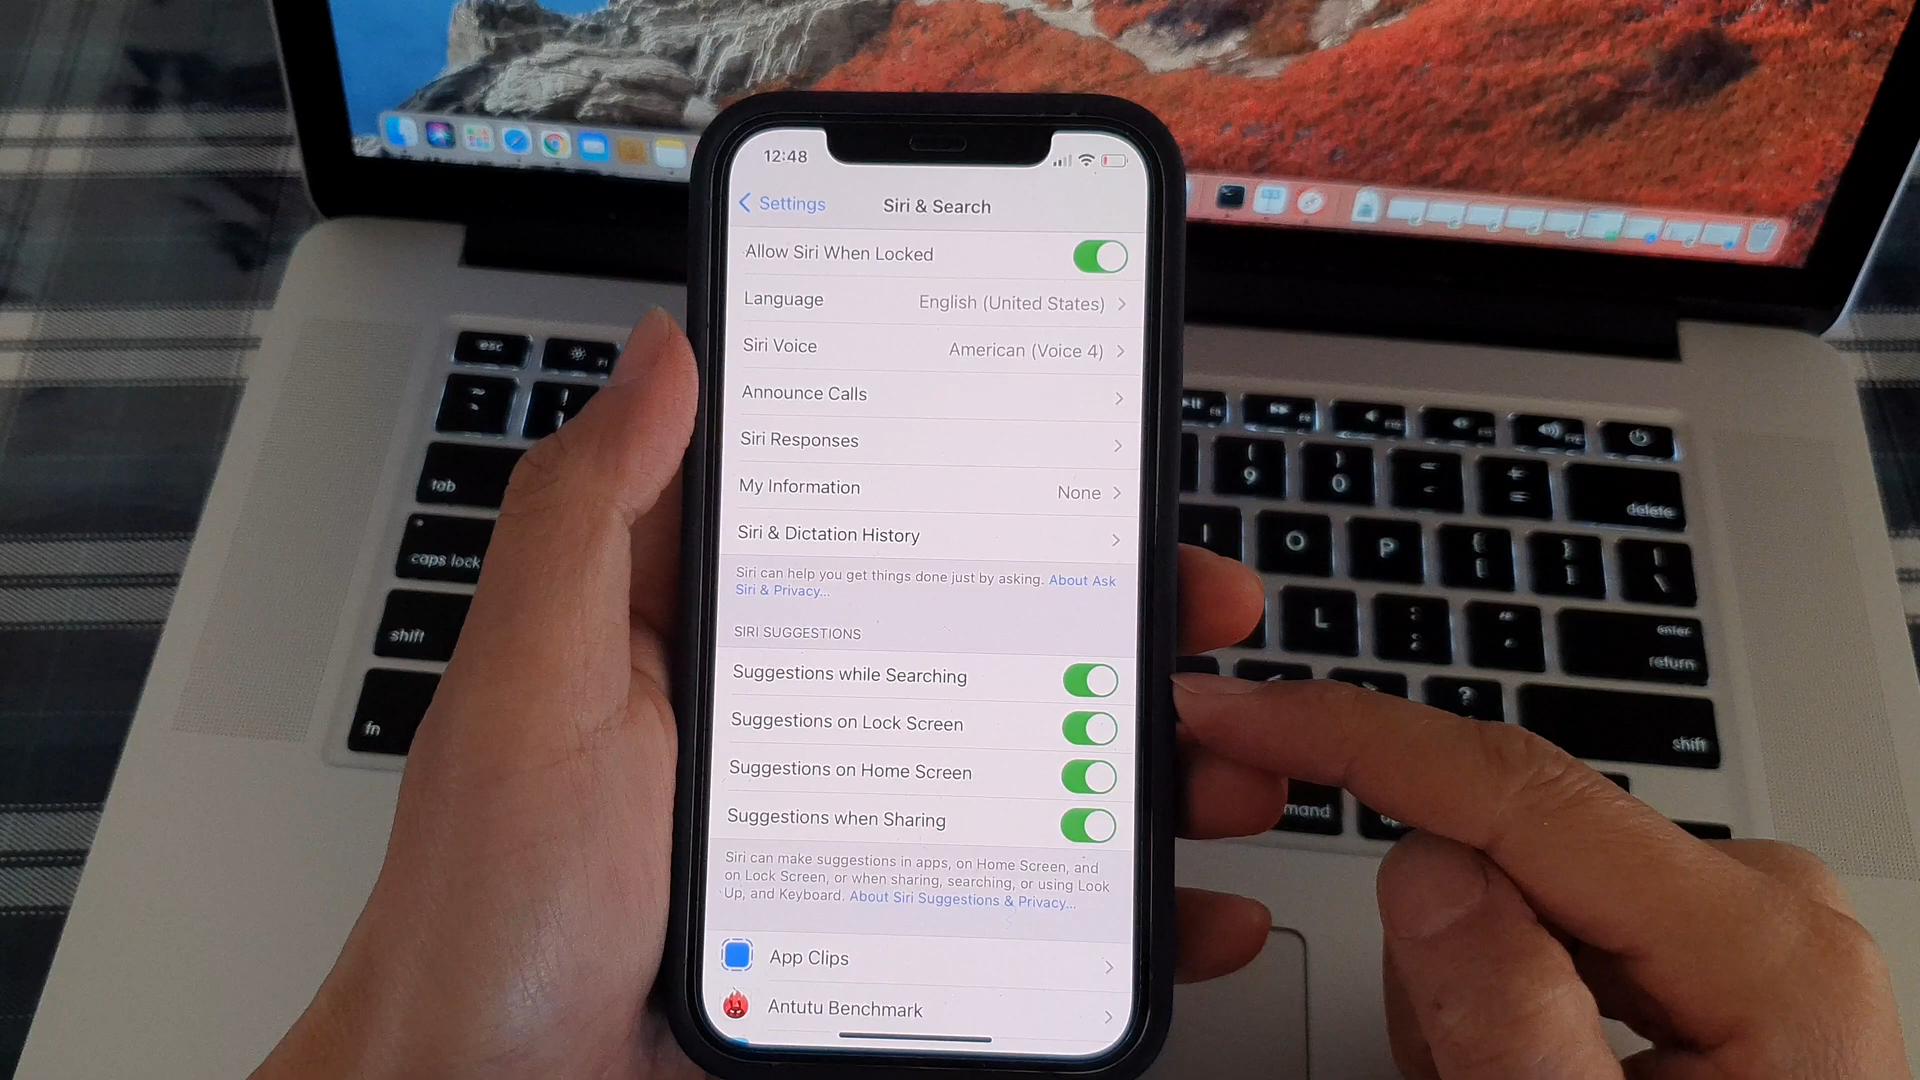 12:48
Settings
Siri & Search
Allow Siri When Locked
Language English (United States)
Siri Voice American (Voice 4)
Announce Calls
Siri Responses
My Information None
Siri & Dictation History
Siri can help you get things done just by asking. About Ask
Siri & Privacy...
SIRI SUGGESTIONS
Suggestions while Searching
Suggestions on Lock Screen
Suggestions on Home Screen
Suggestions when Sharing
Siri can make suggestions in apps, on Home Screen, and
on Lock Screen, or when sharing, searching, or using Look
Up, and Keyboard. About Siri Suggestions & Privacy...
App Clips
Antutu Benchmark
esc
tab
caps lock
shift
fn
9
0
delete
O
P
L
enter
return
shift
mand